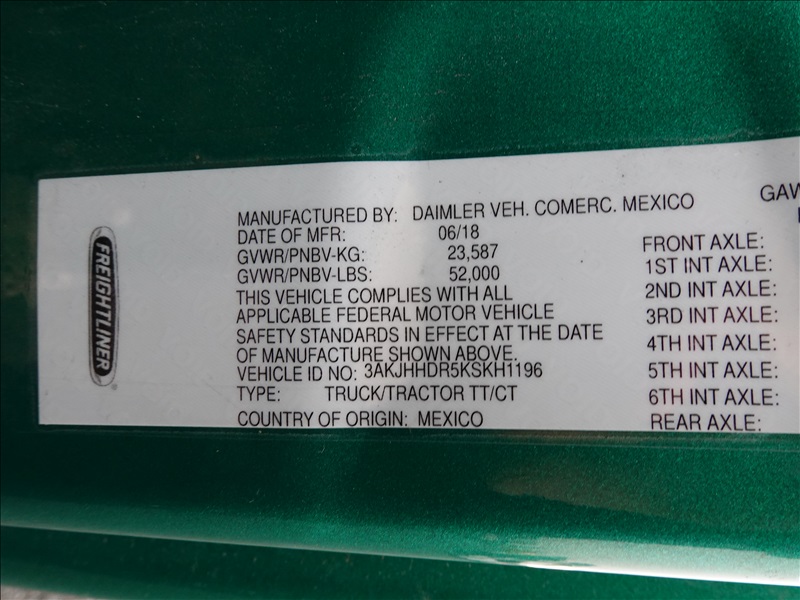 FREIGHTLINER®
MANUFACTURED BY: DAIMLER VEH. COMERC. MEXICO
DATE OF MFR: 06/18
GVWR/PNBV-KG: 23,587
GVWR/PNBV-LBS: 52,000
THIS VEHICLE COMPLIES WITH ALL
APPLICABLE FEDERAL MOTOR VEHICLE
SAFETY STANDARDS IN EFFECT AT THE DATE
OF MANUFACTURE SHOWN ABOVE.
VEHICLE ID NO: 3AKJHHDR5KSKH1196
TYPE: TRUCK/TRACTOR TT/CT
COUNTRY OF ORIGIN: MEXICO
FRONT AXLE:
1ST INT AXLE:
2ND INT AXLE:
3RD INT AXLE:
4TH INT AXLE:
5TH INT AXLE:
6TH INT AXLE:
REAR AXLE: